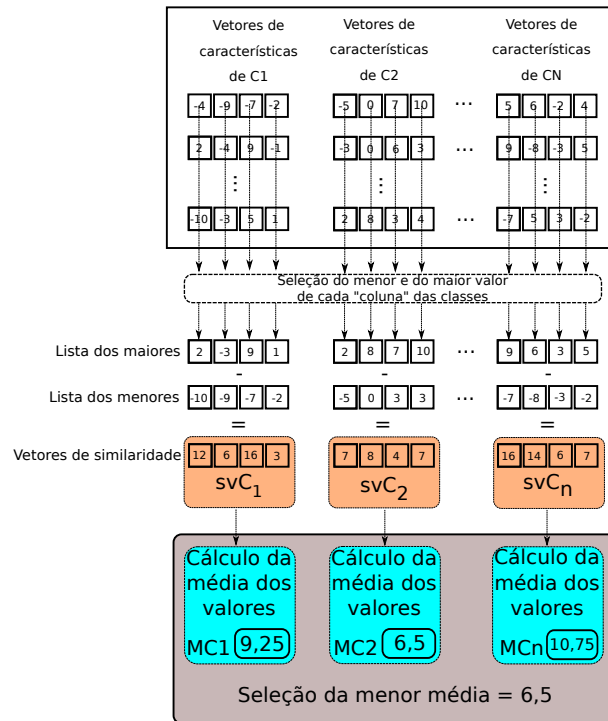 Vetores de características de C1
Vetores de características de C2
Vetores de características de CN
-4 -9 -7 -2 -5 0 7 10 ... 5 6 -2 4
2 -4 9 -1 -3 0 6 3 ... 9 -8 -3 5
-10 -3 5 1 2 8 3 4 ... -7 5 3 -2
Seleção do menor e do maior valor
de cada "coluna" das classes
Lista dos maiores 2 -3 9 1 2 8 7 10 ... 9 6 3 5
- - -
Lista dos menores -10 -9 -7 -2 -5 0 3 3 ... -7 -8 -3 -2
= = =
Vetores de similaridade 12 6 16 3 7 8 4 7 16 14 6 7
svC1 svC2 svCn
Cálculo da média dos valores
MC1 9,25
Cálculo da média dos valores
MC2 6,5
Cálculo da média dos valores
MCn 10,75
Seleção da menor média = 6,5